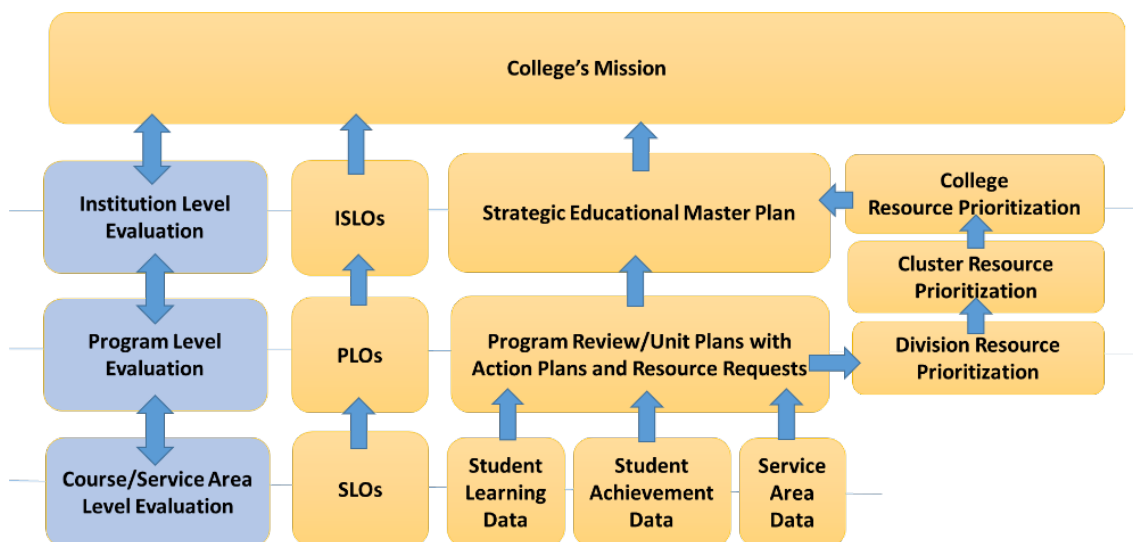 College's Mission
Institution Level
Evaluation
ISLOs
Strategic Educational Master Plan
College
Resource Prioritization
Cluster Resource
Prioritization
Program Level
Evaluation
PLOs
Program Review/Unit Plans with
Action Plans and Resource Requests
Division Resource
Prioritization
Course/Service Area
Level Evaluation
SLOs
Student
Learning
Data
Student
Achievement
Data
Service
Area
Data